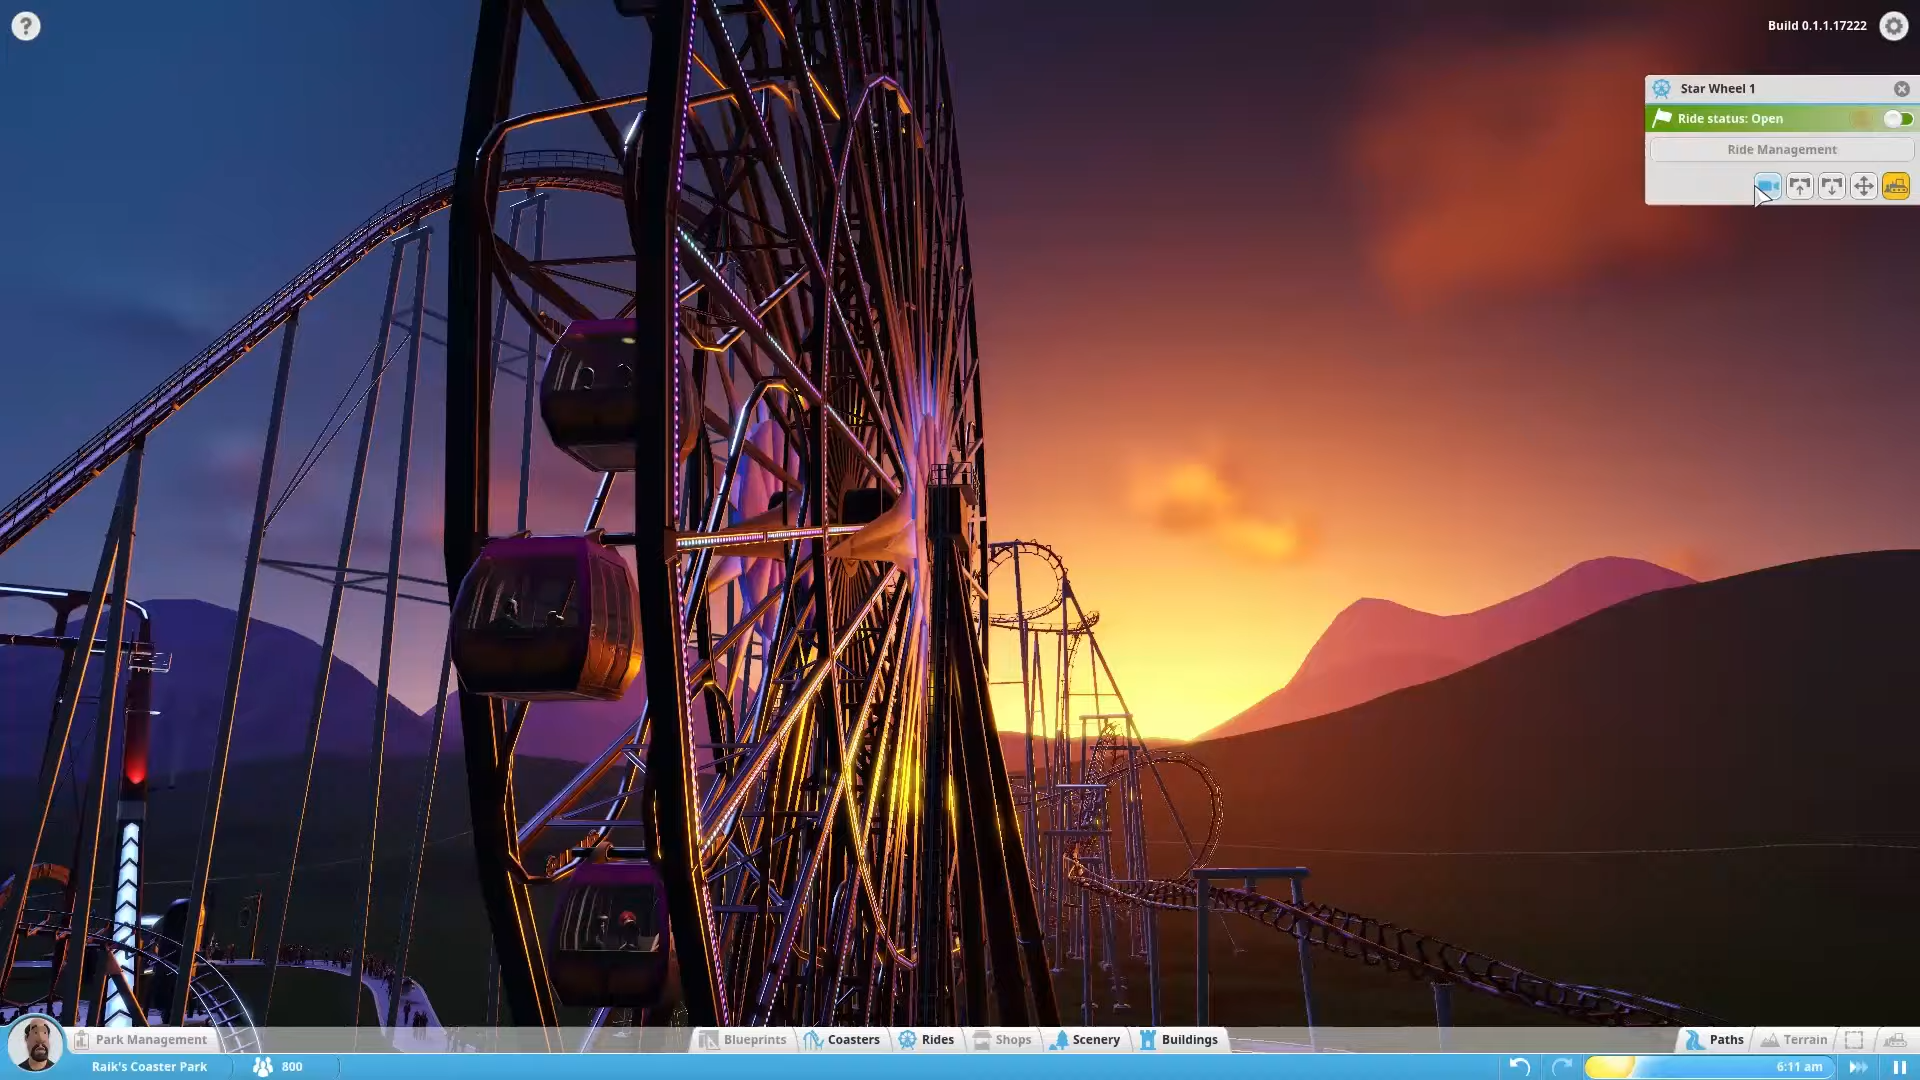 ?
Build 0.1.1.17222
Star Wheel 1
Ride status: Open
Ride Management
Park Management
Blueprints
Coasters
Rides
Shops
Scenery
Buildings
Paths
Terrain
Raik's Coaster Park
800
6:11 am